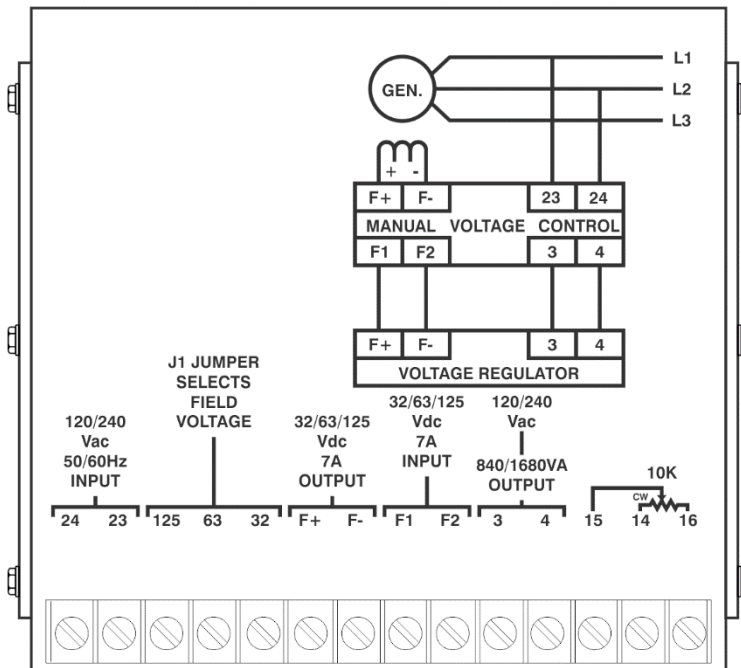 L1
GEN.
L2
L3
+ -
F+ F- 23 24
MANUAL VOLTAGE CONTROL
F1 F2 3 4
F+ F- 3 4
VOLTAGE REGULATOR
J1 JUMPER
SELECTS
FIELD
VOLTAGE
120/240
Vac
50/60Hz
INPUT
32/63/125
Vdc
7A
OUTPUT
32/63/125
Vdc
7A
INPUT
120/240
Vac
840/1680VA
OUTPUT
10K
CW
24 23 125 63 32 F+ F- F1 F2 3 4 15 14 16